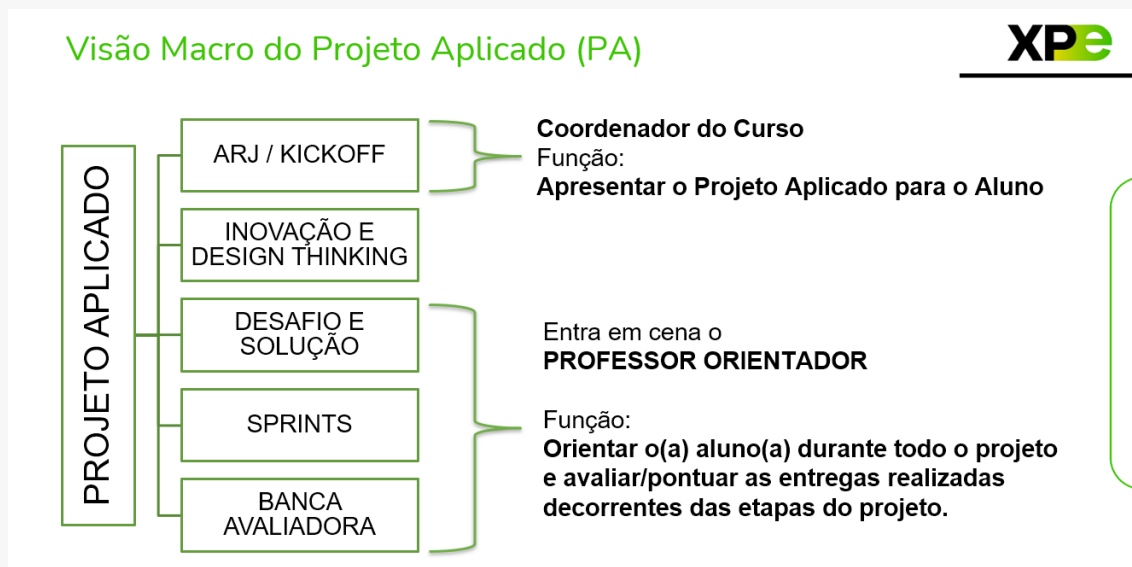 Visão Macro do Projeto Aplicado (PA)
XPe
PROJETO APLICADO
ARJ / KICKOFF
INOVAÇÃO E
DESIGN THINKING
DESAFIO E
SOLUÇÃO
SPRINTS
BANCA
AVALIADORA
Coordenador do Curso
Função:
Apresentar o Projeto Aplicado para o Aluno
Entra em cena o
PROFESSOR ORIENTADOR
Função:
Orientar o(a) aluno(a) durante todo o projeto
e avaliar/pontuar as entregas realizadas
decorrentes das etapas do projeto.